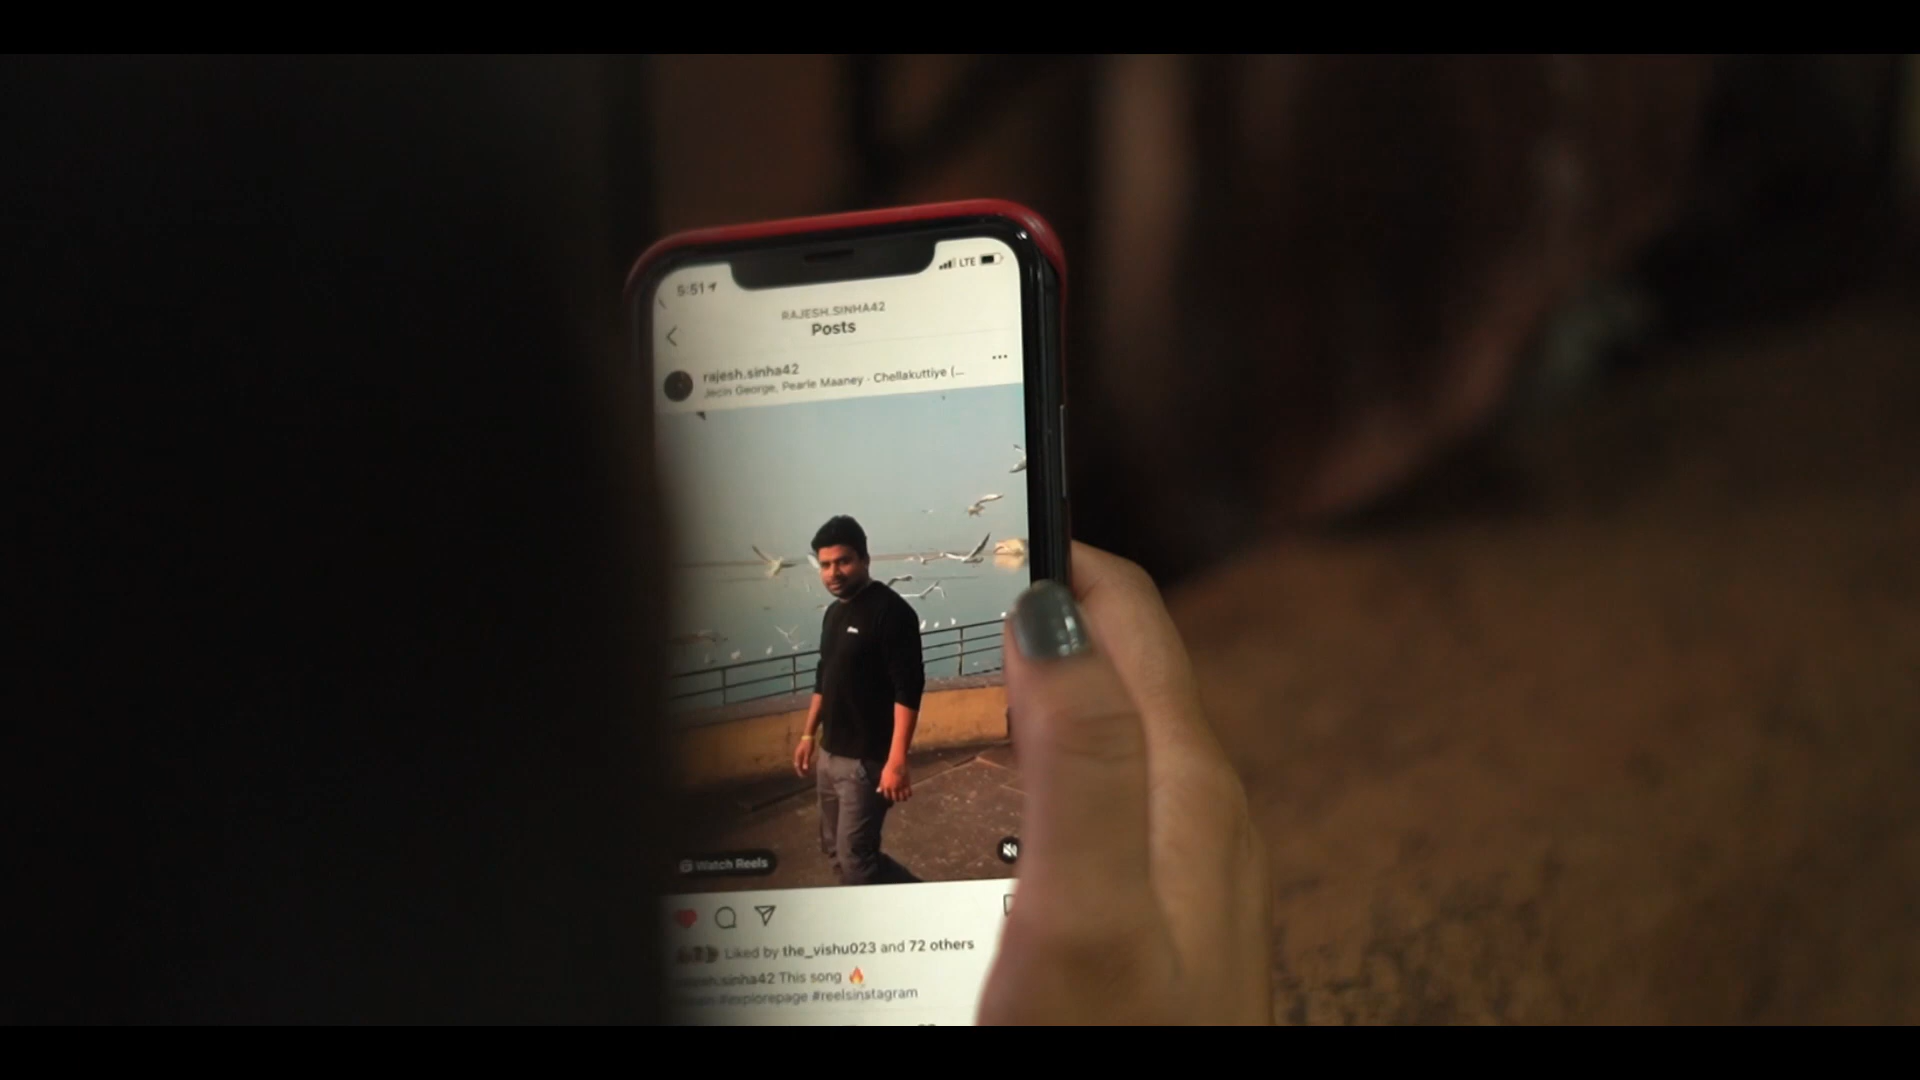 5:51 LTE
RAJESH.SINHA42
Posts
rajesh.sinha42
Jecin George, Pearle Maaney · Chellakuttiye (...
Watch Reels
Liked by the_vishu023 and 72 others
rajesh.sinha42 This song 🔥
#explorepage #reelsinstagram